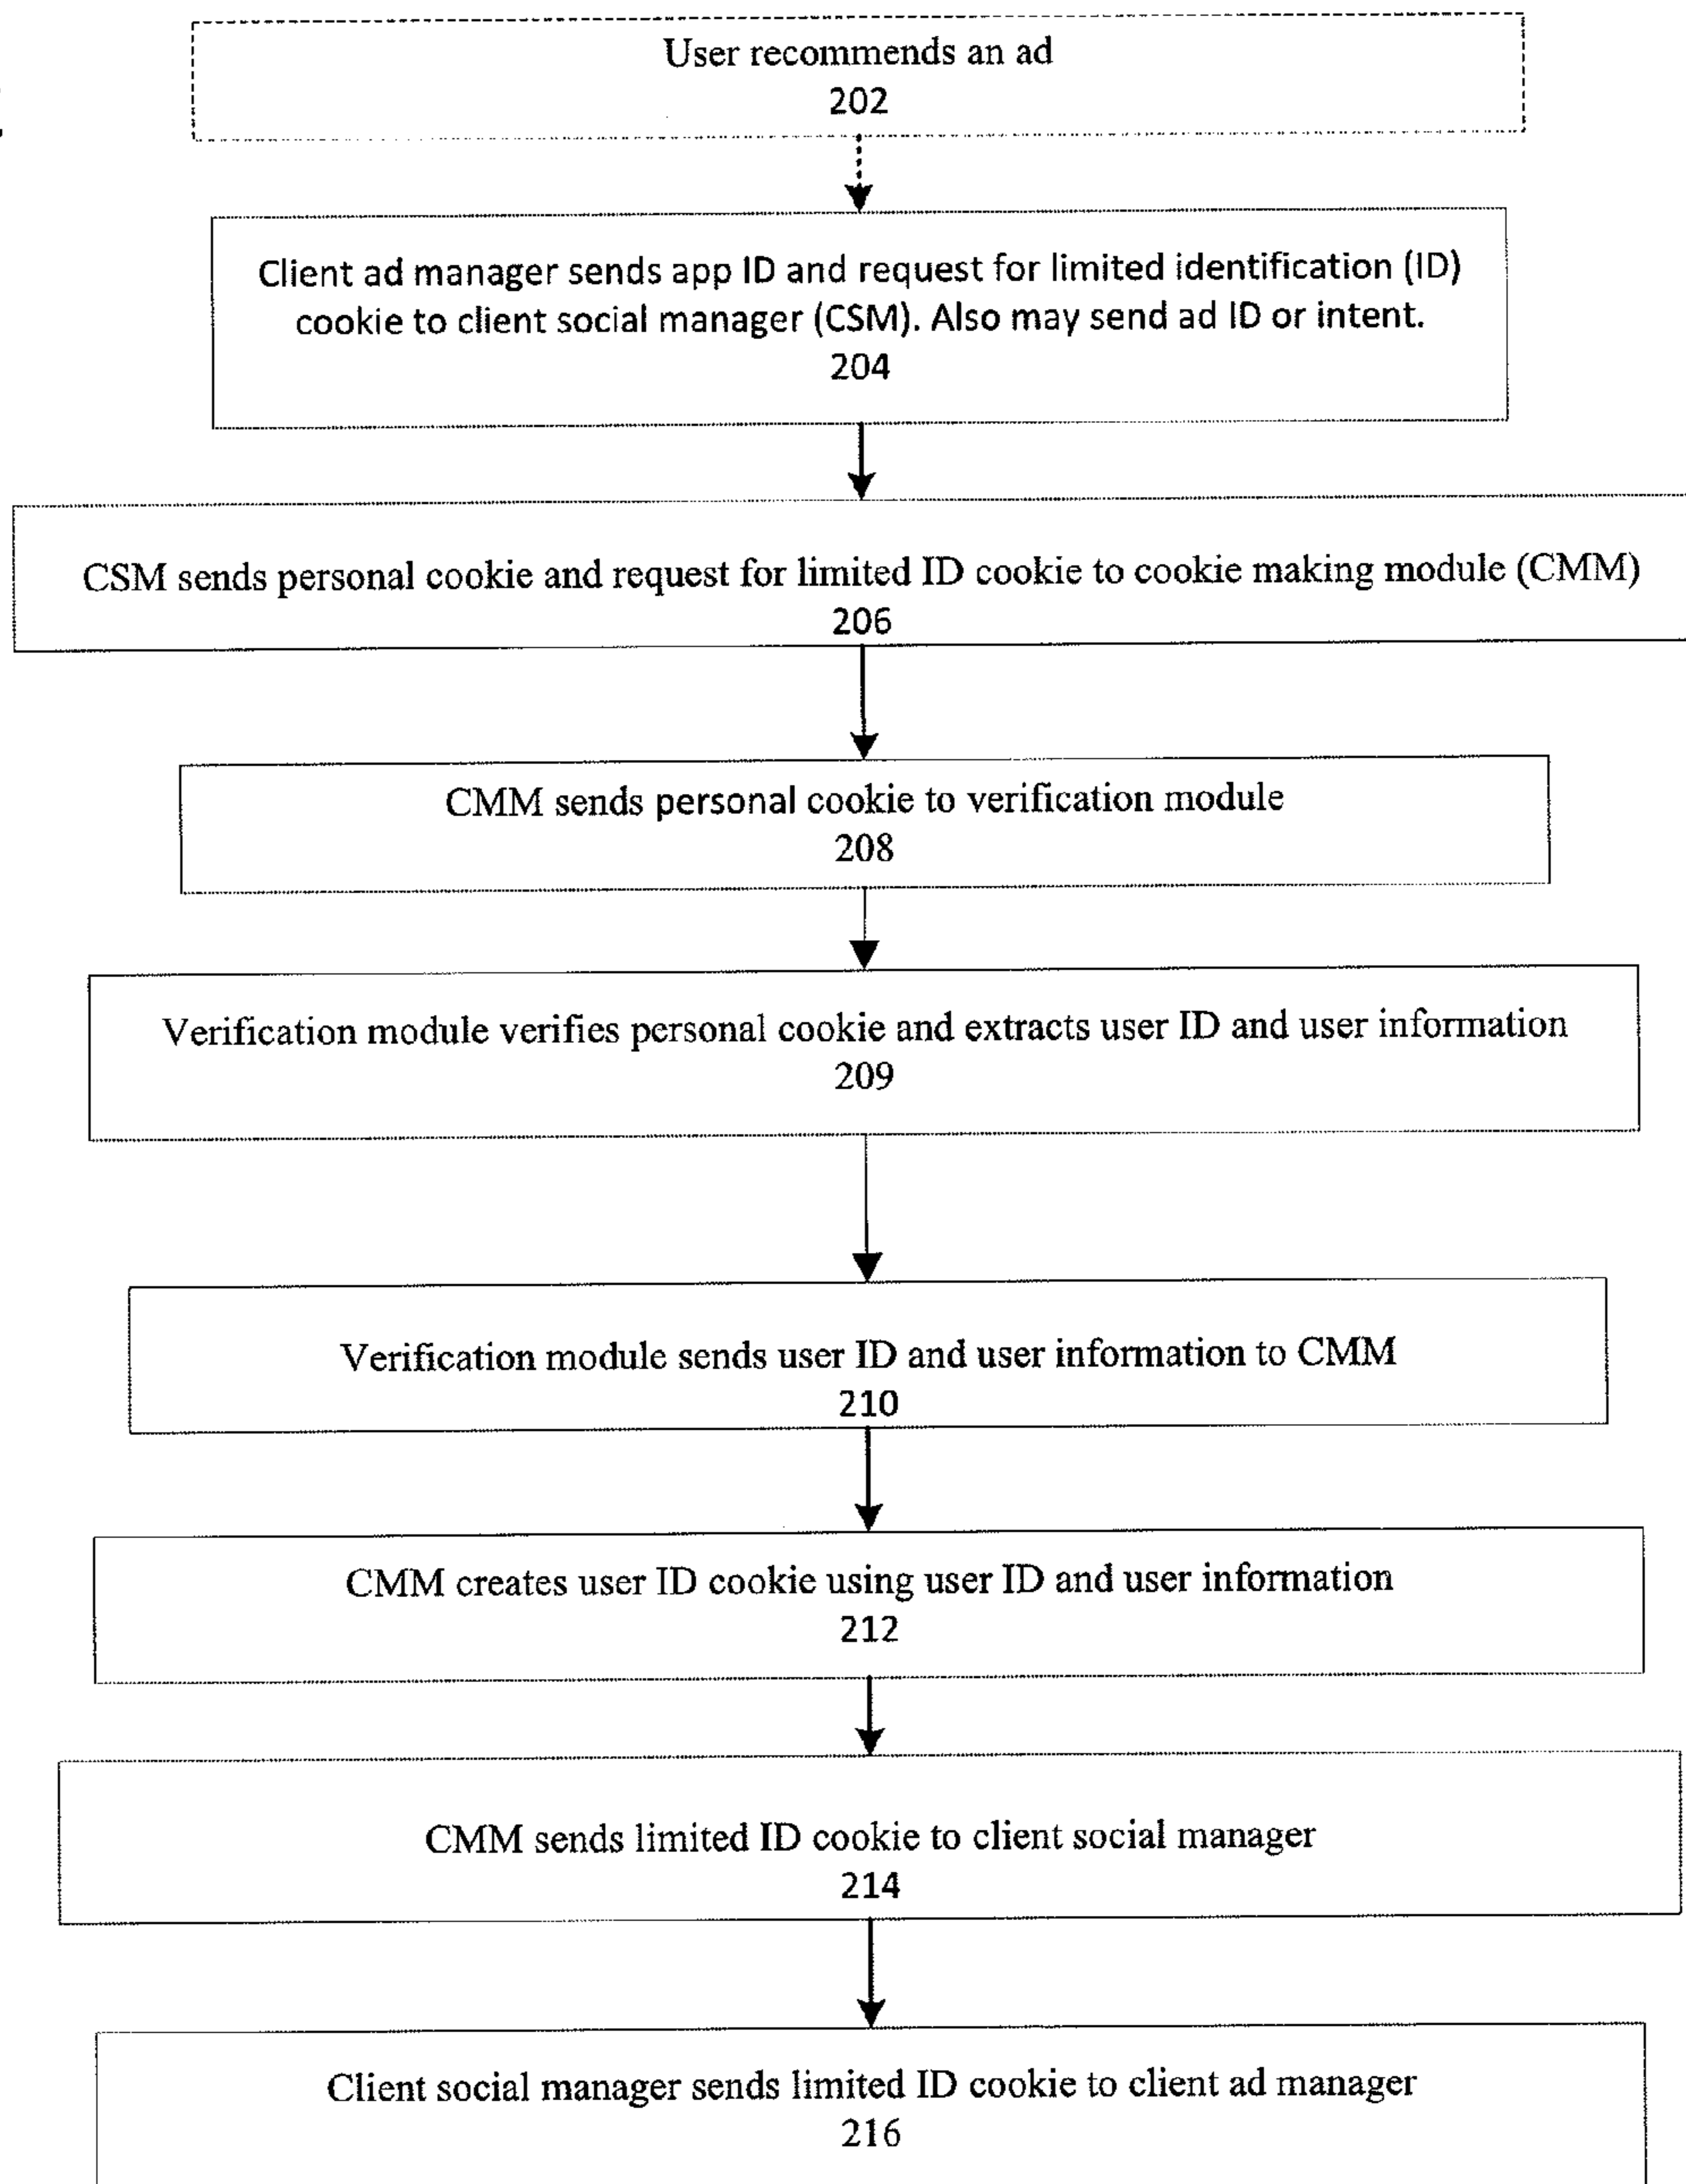 User recommends an ad
202
Client ad manager sends app ID and request for limited identification (ID)
cookie to client social manager (CSM). Also may send ad ID or intent.
204
CSM sends personal cookie and request for limited ID cookie to cookie making module (CMM)
206
CMM sends personal cookie to verification module
208
Verification module verifies personal cookie and extracts user ID and user information
209
Verification module sends user ID and user information to CMM
210
CMM creates user ID cookie using user ID and user information
212
CMM sends limited ID cookie to client social manager
214
Client social manager sends limited ID cookie to client ad manager
216